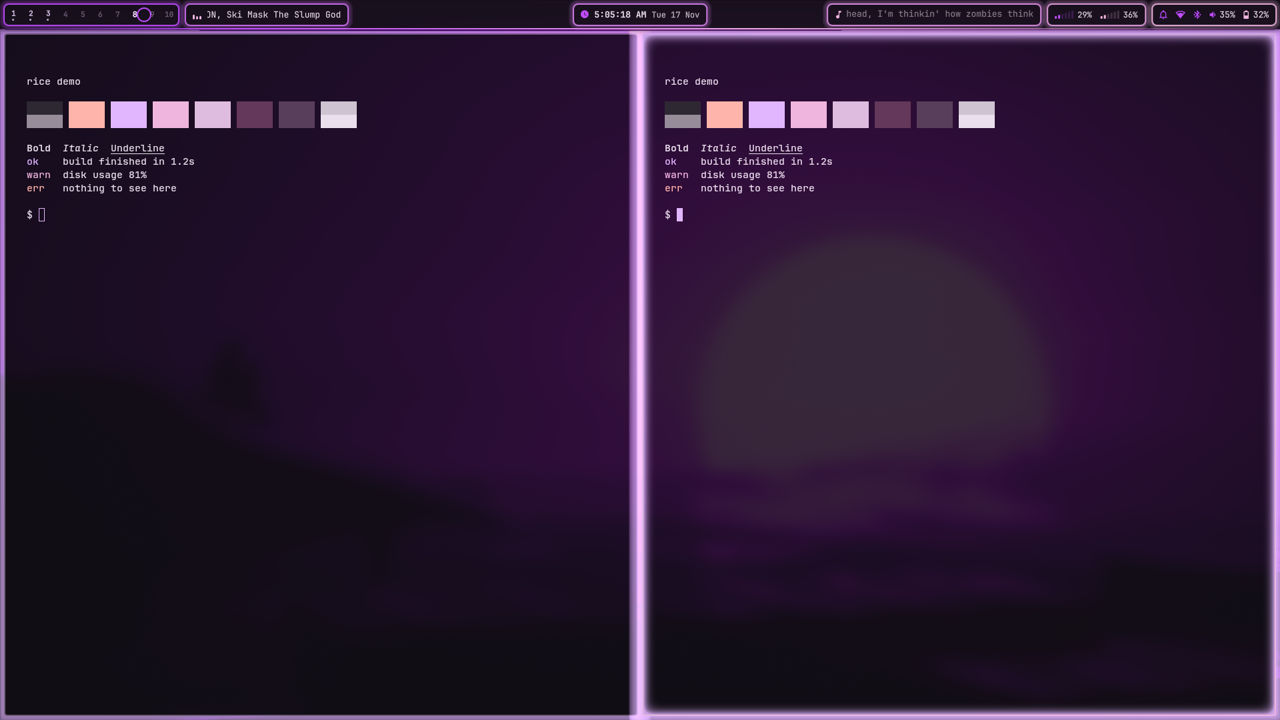 1 2 3 4 5 6 7 8 9 10
ON, Ski Mask The Slump God
5:05:18 AM Tue 17 Nov
head, I'm thinkin' how zombies think
29% 36%
35% 32%
rice demo
Bold Italic Underline
ok build finished in 1.2s
warn disk usage 81%
err nothing to see here
$
rice demo
Bold Italic Underline
ok build finished in 1.2s
warn disk usage 81%
err nothing to see here
$